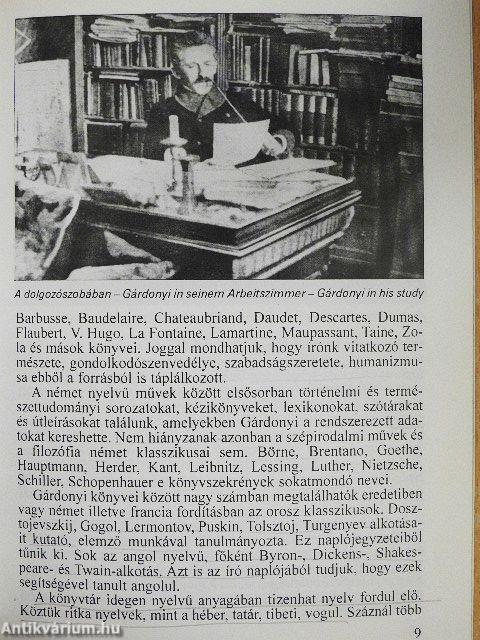 A dolgozószobában – Gárdonyi in seinem Arbeitszimmer – Gárdonyi in his study
Barbusse, Baudelaire, Chateaubriand, Daudet, Descartes, Dumas,
Flaubert, V. Hugo, La Fontaine, Lamartine, Maupassant, Taine, Zo-
la és mások könyvei. Joggal mondhatjuk, hogy írónk vitatkozó ter-
mészete, gondolkodószenvedélye, szabadságszeretete, humanizmu-
sa ebből a forrásból is táplálkozott.
A német nyelvű művek között elsősorban történelmi és termé-
szettudományi sorozatokat, kézikönyveket, lexikonokat, szótárakat
és útleírásokat találunk, amelyekben Gárdonyi a rendszerezett ada-
tokat kereshette. Nem hiányzanak azonban a szépirodalmi művek és
a filozófia német klasszikusai sem. Börne, Brentano, Goethe,
Hauptmann, Herder, Kant, Leibnitz, Lessing, Luther, Nietzsche,
Schiller, Schopenhauer e könyvszekrények sokatmondó nevei.
Gárdonyi könyvei között nagy számban megtalálhatók eredetiben
vagy német illetve francia fordításban az orosz klasszikusok. Dosz-
tojevszkij, Gogol, Lermontov, Puskin, Tolsztoj, Turgenyev alkotása-
it kutató, elemző munkával tanulmányozta. Ez naplójegyzeteiből
tűnik ki. Sok az angol nyelvű, főként Byron-, Dickens-, Shakes-
peare- és Twain-alkotás. Azt is az író naplójából tudjuk, hogy ezek
segítségével tanult angolul.
A könyvtár idegen nyelvű anyagában tizenhat nyelv fordul elő.
Köztük ritka nyelvek, mint a héber, tatár, tibeti, vogul. Száznál több
9
Antikvárium.hu